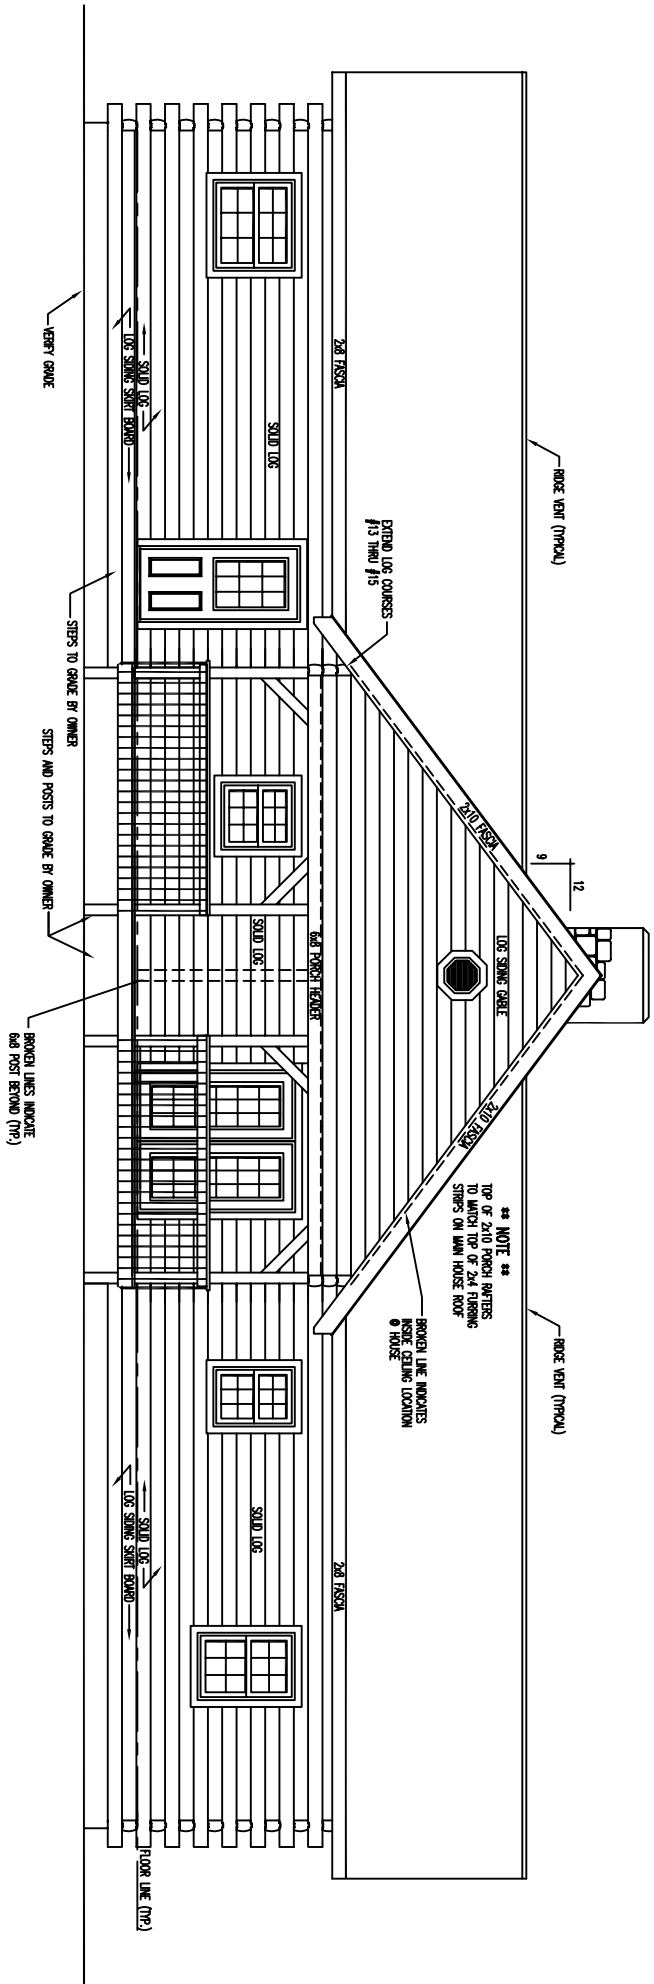 RIDGE VENT (TYPICAL)
RIDGE VENT (TYPICAL)
12
9
** NOTE **
TOP OF 2x10 PORCH RAFTERS
TO MATCH TOP OF 2x4 FURRING
STRIPS ON MAIN HOUSE ROOF
LOG SIDING GABLE
2x10 FASCIA
2x10 FASCIA
BROKEN LINE INDICATES
INSIDE CEILING LOCATION
@ HOUSE
EXTEND LOG COURSES
#13 THRU #15
2x8 FASCIA
2x8 FASCIA
6x8 PORCH HEADER
SOLID LOG
SOLID LOG
SOLID LOG
SOLID LOG
LOG SIDING SKIRT BOARD
SOLID LOG
LOG SIDING SKIRT BOARD
FLOOR LINE (TYP.)
VERIFY GRADE
STEPS TO GRADE BY OWNER
STEPS AND POSTS TO GRADE BY OWNER
BROKEN LINES INDICATE
6x8 POST BEYOND (TYP.)